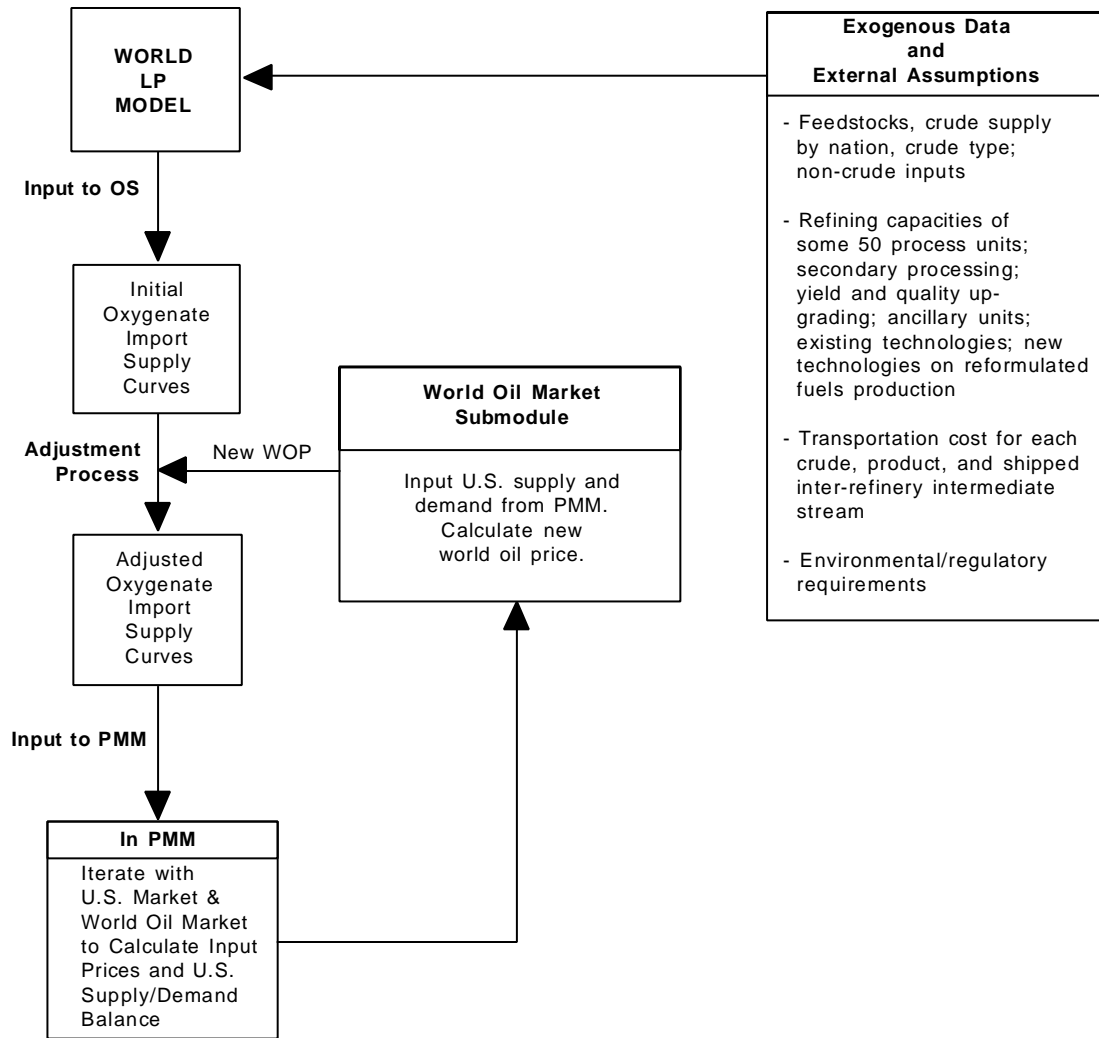 WORLD
LP
MODEL
Exogenous Data
and
External Assumptions
- Feedstocks, crude supply
by nation, crude type;
non-crude inputs
- Refining capacities of
some 50 process units;
secondary processing;
yield and quality up-
grading; ancillary units;
existing technologies; new
technologies on reformulated
fuels production
- Transportation cost for each
crude, product, and shipped
inter-refinery intermediate
stream
- Environmental/regulatory
requirements
Input to OS
Initial
Oxygenate
Import
Supply
Curves
Adjustment
Process
New WOP
World Oil Market
Submodule
Input U.S. supply and
demand from PMM.
Calculate new
world oil price.
Adjusted
Oxygenate
Import
Supply
Curves
Input to PMM
In PMM
Iterate with
U.S. Market &
World Oil Market
to Calculate Input
Prices and U.S.
Supply/Demand
Balance